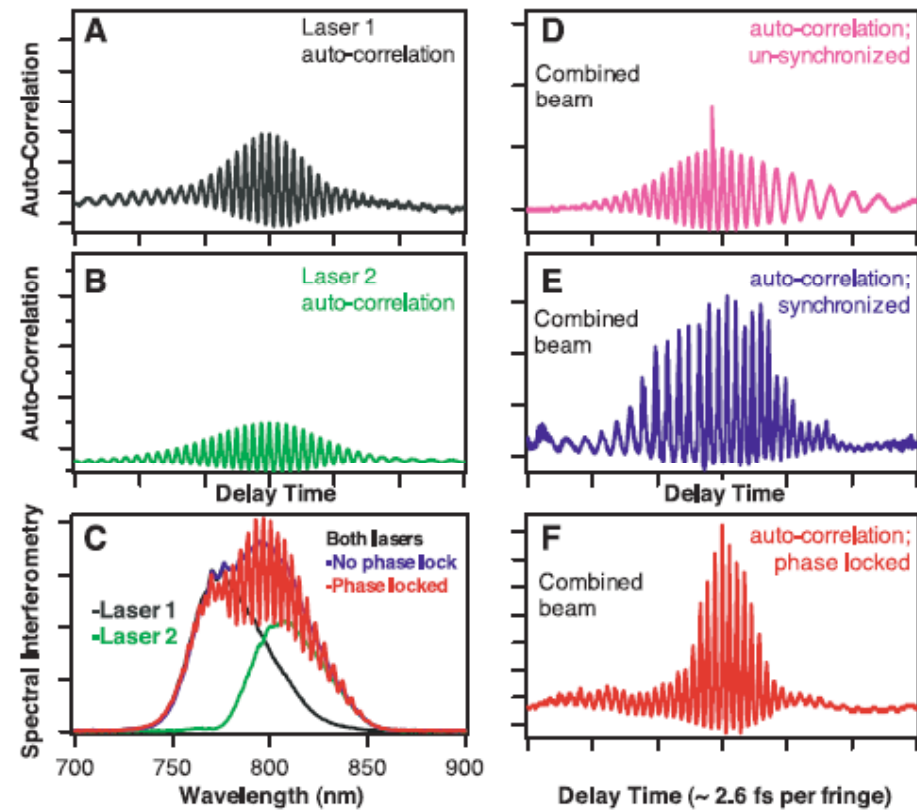 A
Laser 1
auto-correlation
Auto-Correlation
B
Laser 2
auto-correlation
Auto-Correlation
Delay Time
C
Both lasers
-No phase lock
-Phase locked
-Laser 1
-Laser 2
Spectral Interferometry
700
750
800
850
900
Wavelength (nm)
D
auto-correlation;
un-synchronized
Combined
beam
E
auto-correlation;
synchronized
Combined
beam
Delay Time
F
auto-correlation;
phase locked
Combined
beam
Delay Time (~ 2.6 fs per fringe)